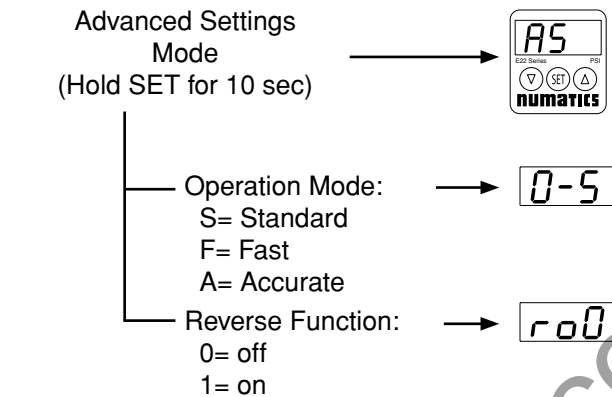 Advanced Settings
Mode
(Hold SET for 10 sec)
AS
E22 Series PSI
SET
numatics
Operation Mode:
0-S
S= Standard
F= Fast
A= Accurate
Reverse Function:
ro0
0= off
1= on